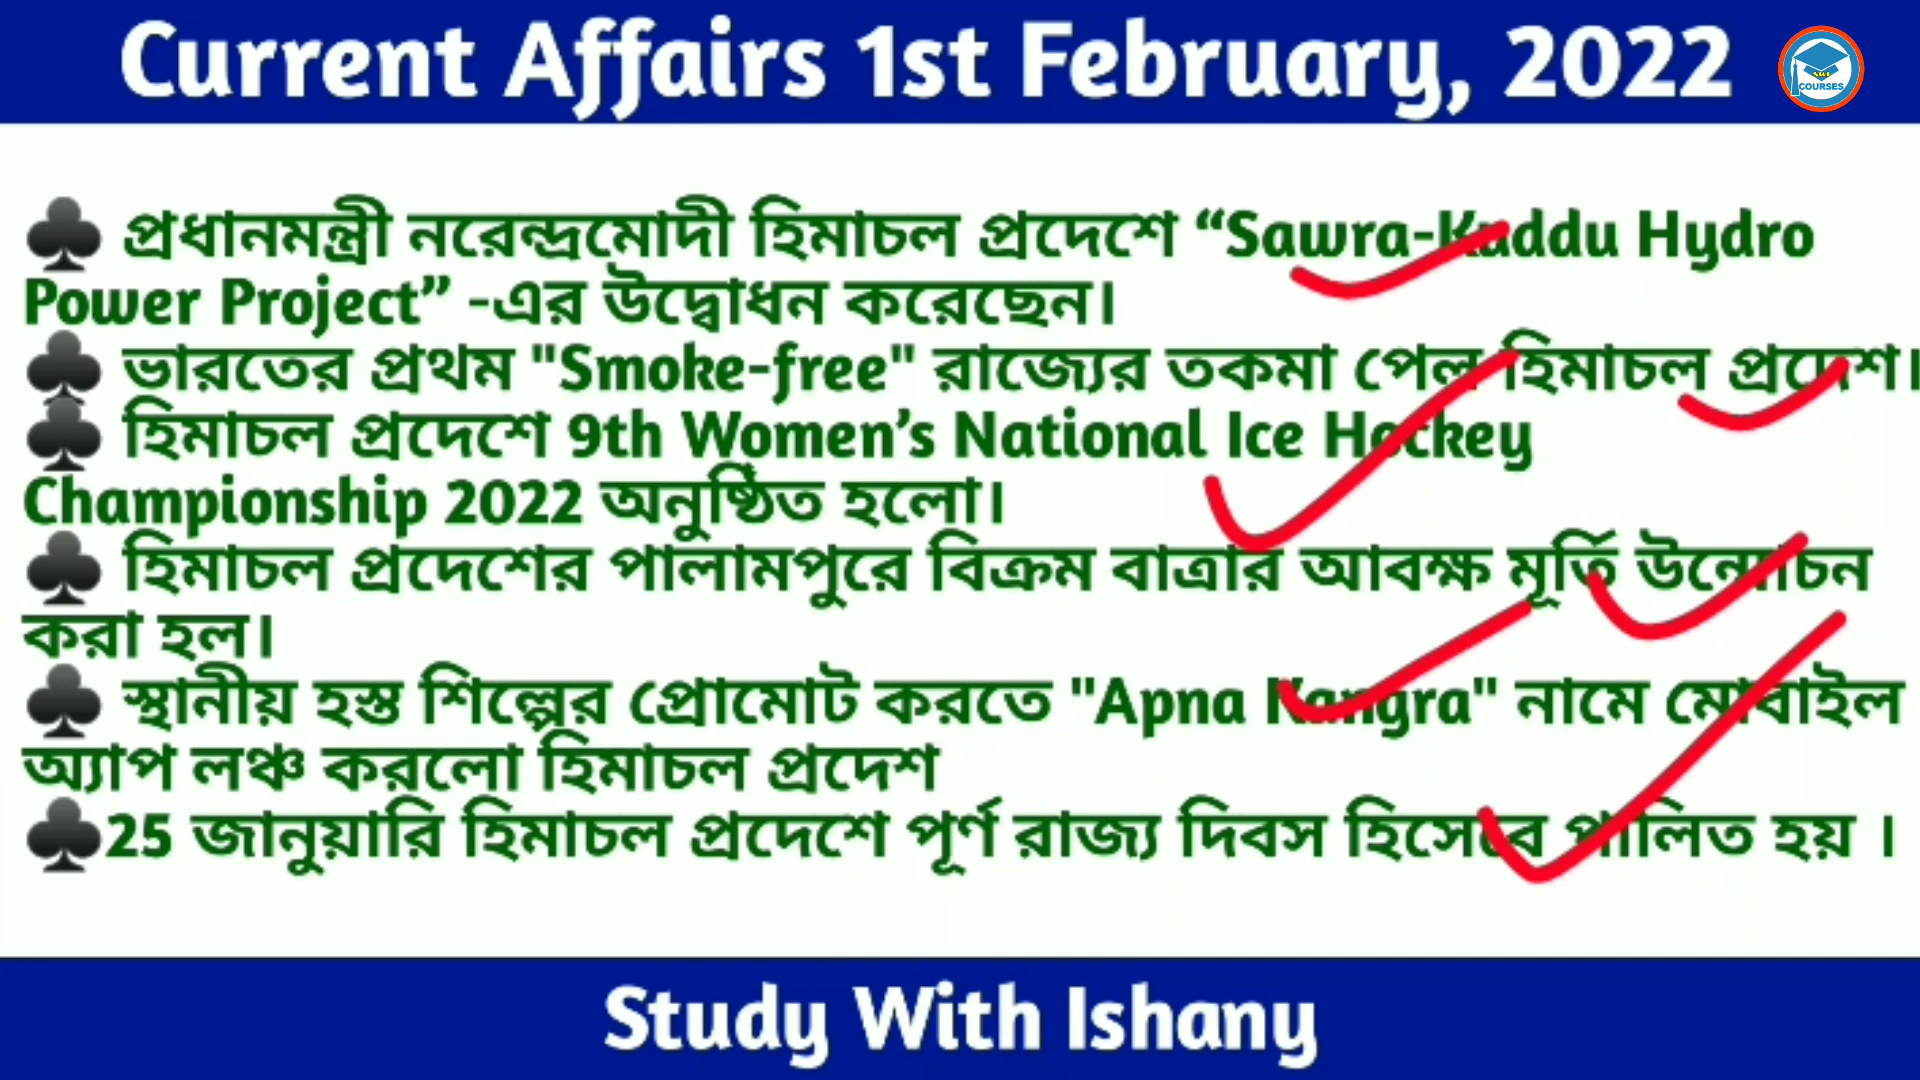 Current Affairs 1st February, 2022
SWI
COURSES
♣ প্রধানমন্ত্রী নরেন্দ্রমোদী হিমাচল প্রদেশে “Sawra-Kuddu Hydro
Power Project” -এর উদ্বোধন করেছেন।
♣ ভারতের প্রথম "Smoke-free" রাজ্যের তকমা পেল হিমাচল প্রদেশ।
♣ হিমাচল প্রদেশে 9th Women’s National Ice Hockey
Championship 2022 অনুষ্ঠিত হলো।
♣ হিমাচল প্রদেশের পালামপুরে বিক্রম বাত্রার আবক্ষ মূর্তি উন্মোচন
করা হল।
♣ স্থানীয় হস্ত শিল্পের প্রোমোট করতে "Apna Kangra" নামে মোবাইল
অ্যাপ লঞ্চ করলো হিমাচল প্রদেশ
♣25 জানুয়ারি হিমাচল প্রদেশে পূর্ণ রাজ্য দিবস হিসেবে পালিত হয় ।
Study With Ishany